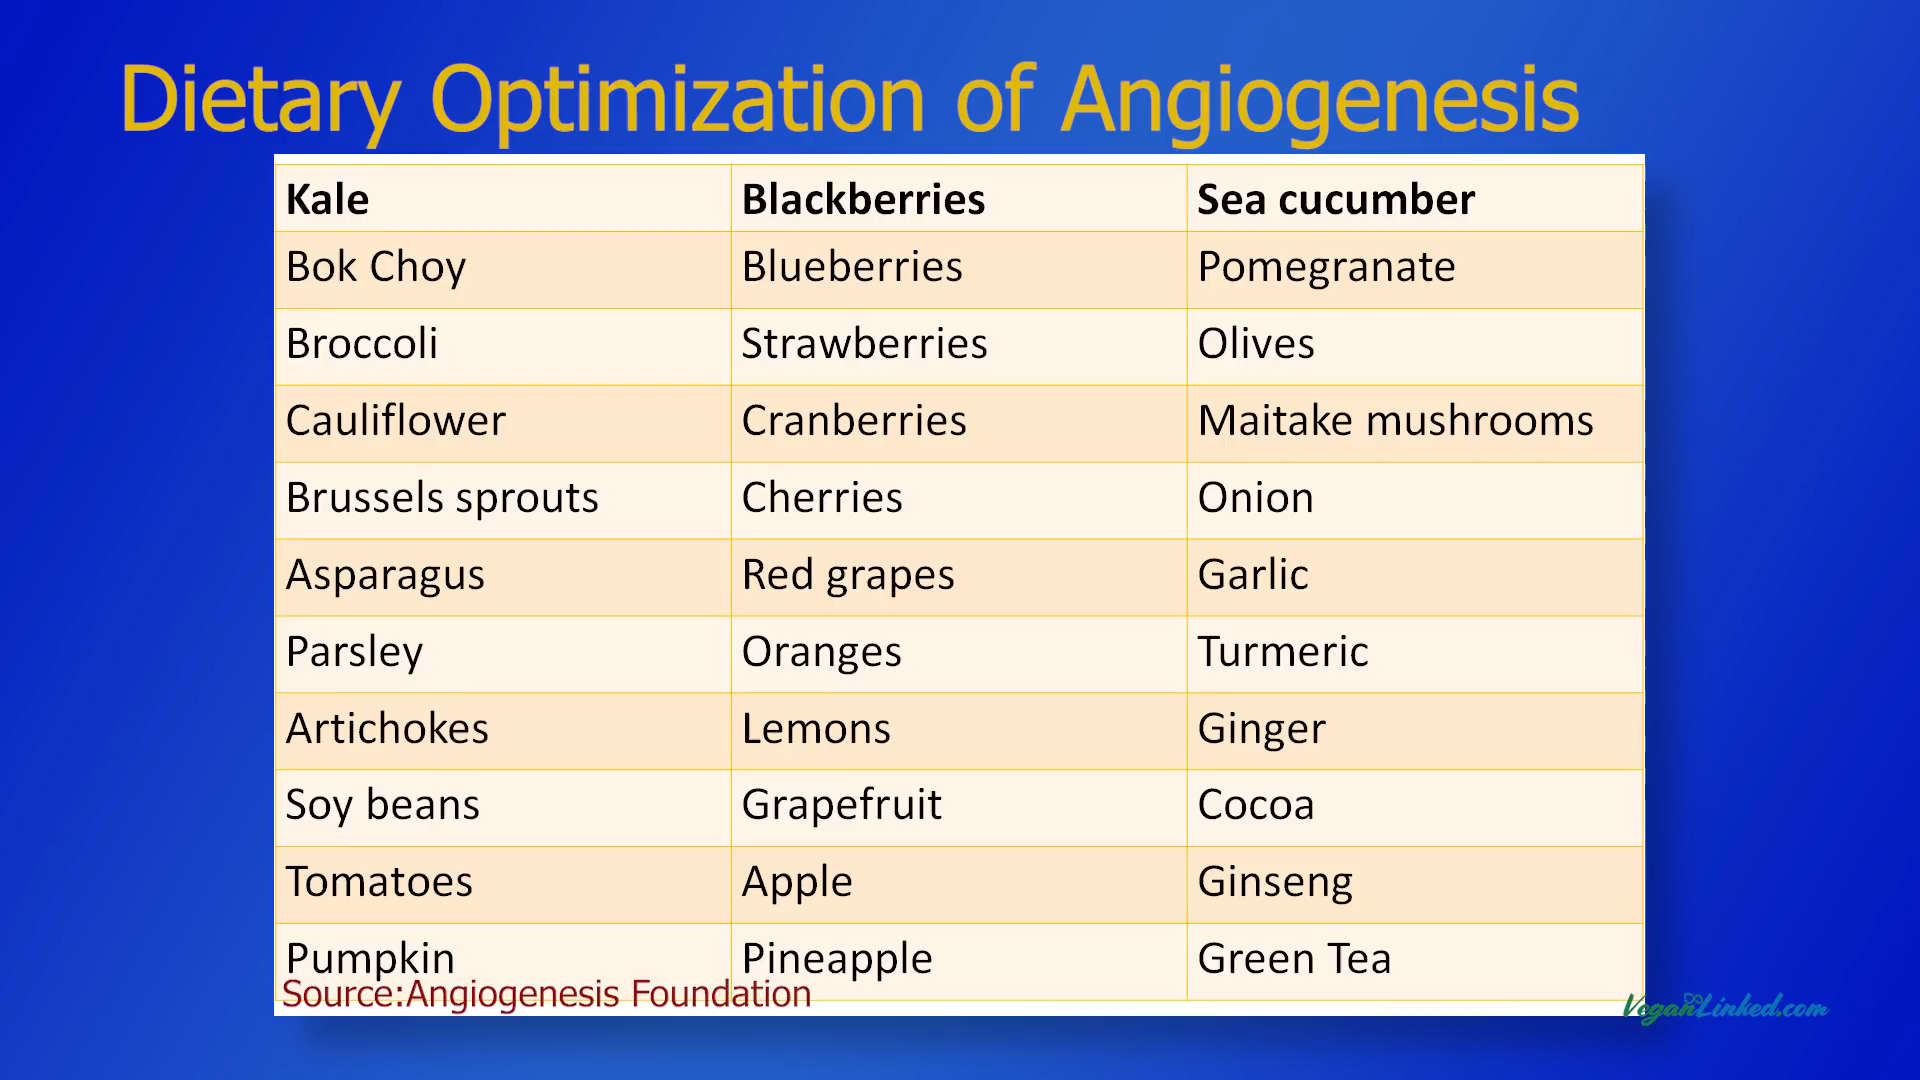 Dietary Optimization of Angiogenesis
Kale Blackberries Sea cucumber
Bok Choy Blueberries Pomegranate
Broccoli Strawberries Olives
Cauliflower Cranberries Maitake mushrooms
Brussels sprouts Cherries Onion
Asparagus Red grapes Garlic
Parsley Oranges Turmeric
Artichokes Lemons Ginger
Soy beans Grapefruit Cocoa
Tomatoes Apple Ginseng
Pumpkin Pineapple Green Tea
Source:Angiogenesis Foundation
VeganLinked.com